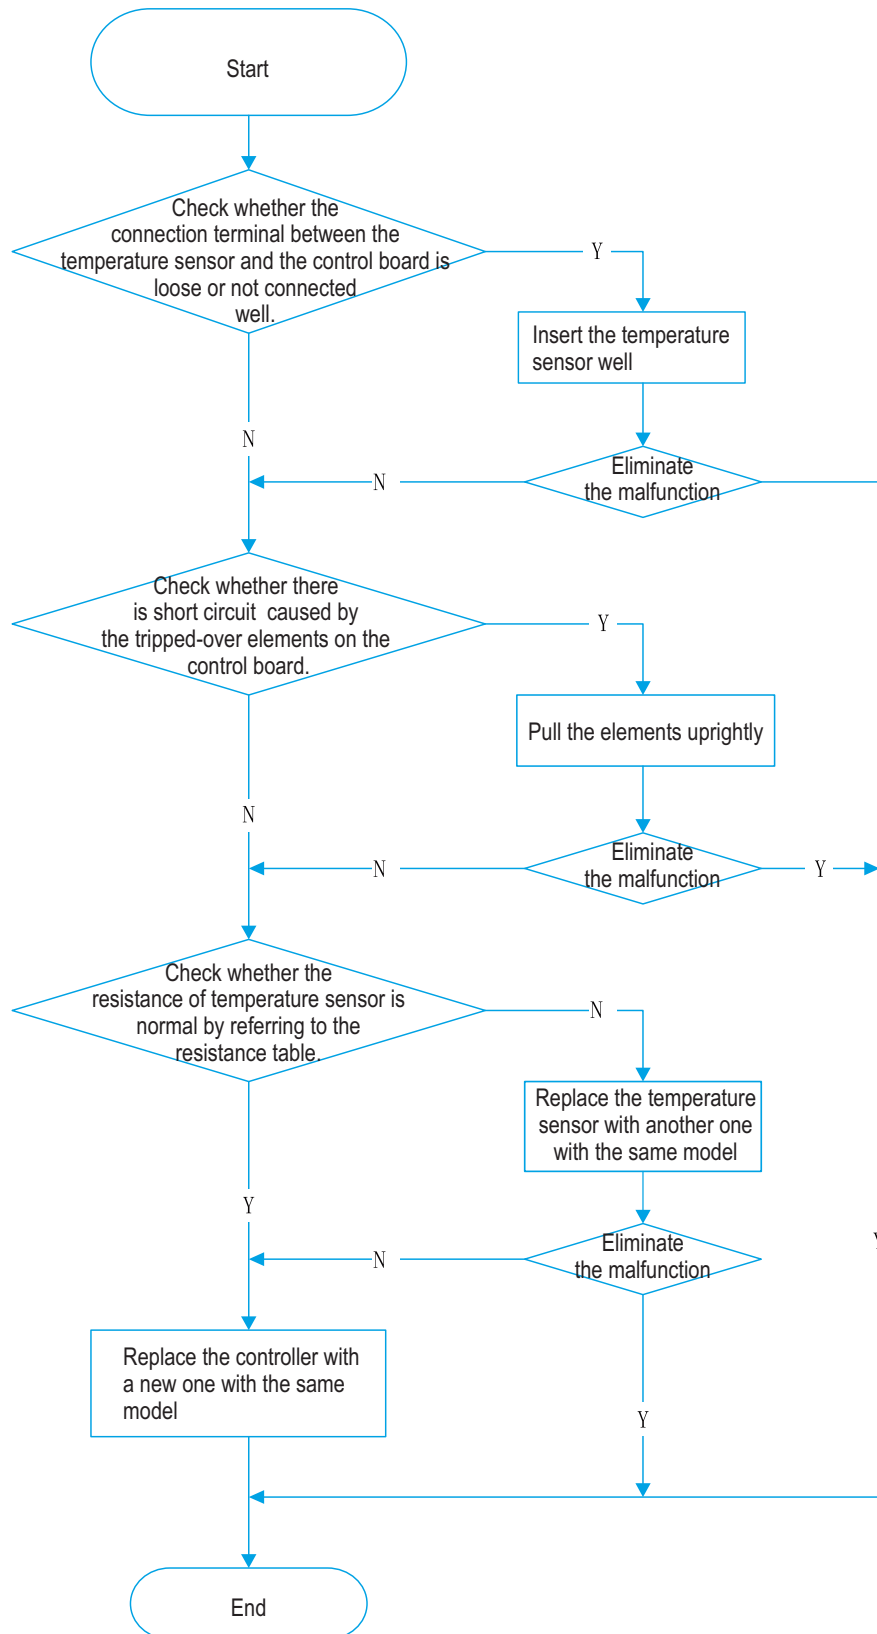 Start
Check whether the
connection terminal between the
temperature sensor and the control board is
loose or not connected
well.
Y
Insert the temperature
sensor well
N
Eliminate
the malfunction
N
Check whether there
is short circuit caused by
the tripped-over elements on the
control board.
Y
Pull the elements uprightly
N
Eliminate
the malfunction
N
Y
Check whether the
resistance of temperature sensor is
normal by referring to the
resistance table.
N
Replace the temperature
sensor with another one
with the same model
Y
Eliminate
the malfunction
N
Y
Replace the controller with
a new one with the same
model
Y
End